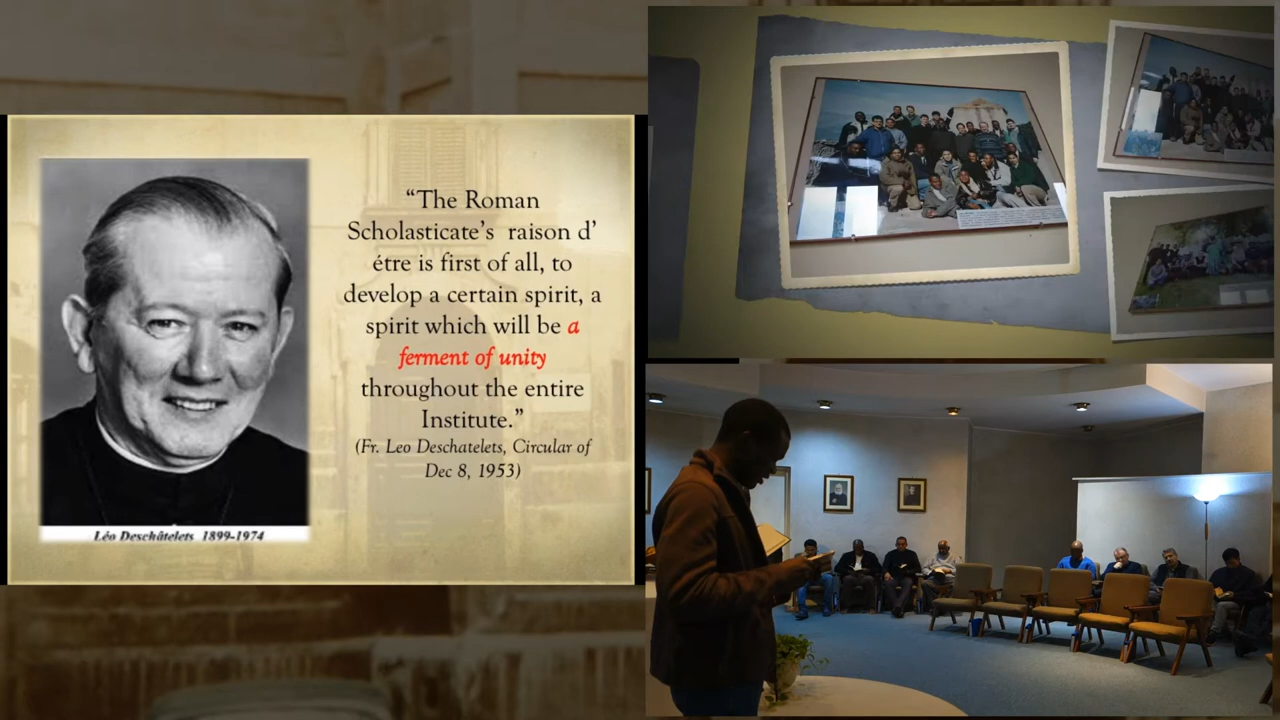 “The Roman
Scholasticate’s raison d’
étre is first of all, to
develop a certain spirit, a
spirit which will be a
ferment of unity
throughout the entire
Institute.”
(Fr. Leo Deschatelets, Circular of
Dec 8, 1953)
Léo Deschâtelets 1899-1974